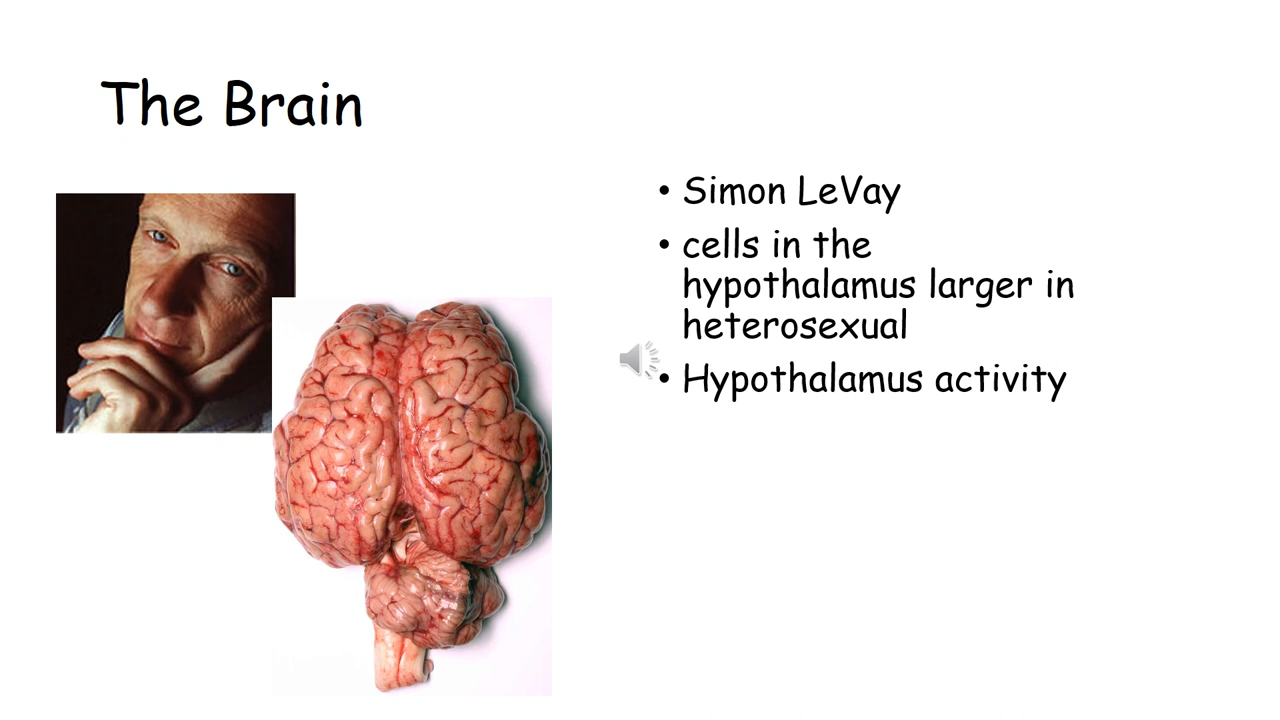 The Brain
• Simon LeVay
• cells in the
hypothalamus larger in
heterosexual
• Hypothalamus activity